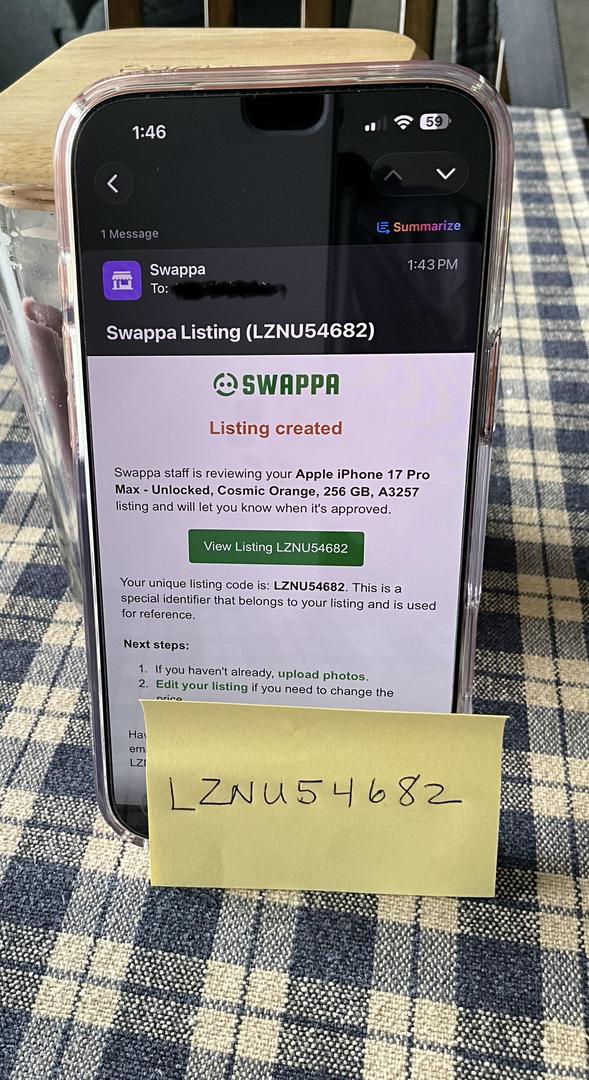 1:46
59
1 Message
Summarize
Swappa
1:43 PM
To:
Swappa Listing (LZNU54682)
SWAPPA
Listing created
Swappa staff is reviewing your Apple iPhone 17 Pro
Max - Unlocked, Cosmic Orange, 256 GB, A3257
listing and will let you know when it's approved.
View Listing LZNU54682
Your unique listing code is: LZNU54682. This is a
special identifier that belongs to your listing and is used
for reference.
Next steps:
1. If you haven't already, upload photos.
2. Edit your listing if you need to change the
LZNU54682